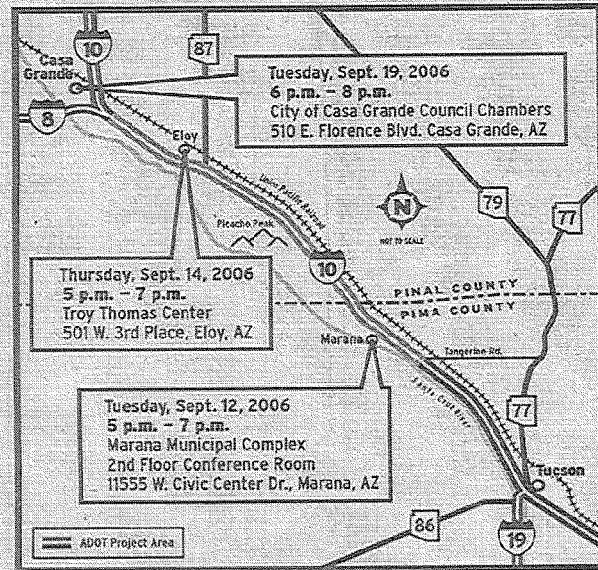 10
87
Casa
Grande
Tuesday, Sept. 19, 2006
6 p.m. – 8 p.m.
City of Casa Grande Council Chambers
510 E. Florence Blvd. Casa Grande, AZ
8
Eloy
Union Pacific Railroad
79
77
N
NOT TO SCALE
Picacho Peak
10
Thursday, Sept. 14, 2006
5 p.m. – 7 p.m.
Troy Thomas Center
501 W. 3rd Place, Eloy, AZ
PINAL COUNTY
PIMA COUNTY
Marana
Tangerine Rd.
Santa Cruz River
Tuesday, Sept. 12, 2006
5 p.m. – 7 p.m.
Marana Municipal Complex
2nd Floor Conference Room
11555 W. Civic Center Dr., Marana, AZ
77
Tucson
86
19
ADOT Project Area